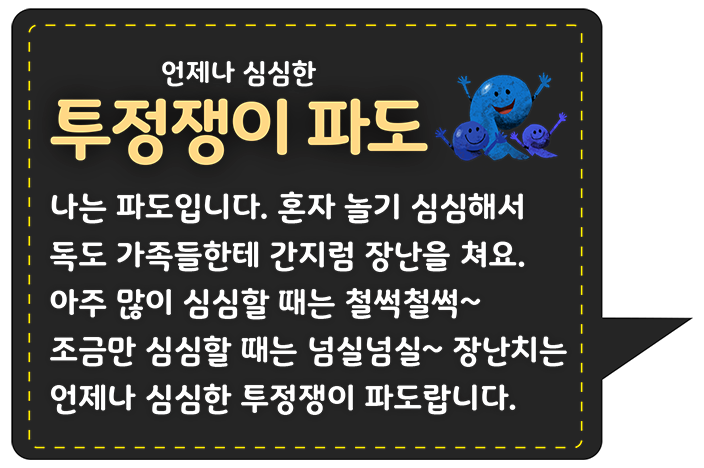 언제나 심심한
투정쟁이 파도
나는 파도입니다. 혼자 놀기 심심해서
독도 가족들한테 간지럼 장난을 쳐요.
아주 많이 심심할 때는 철썩철썩~
조금만 심심할 때는 넘실넘실~ 장난치는
언제나 심심한 투정쟁이 파도랍니다.